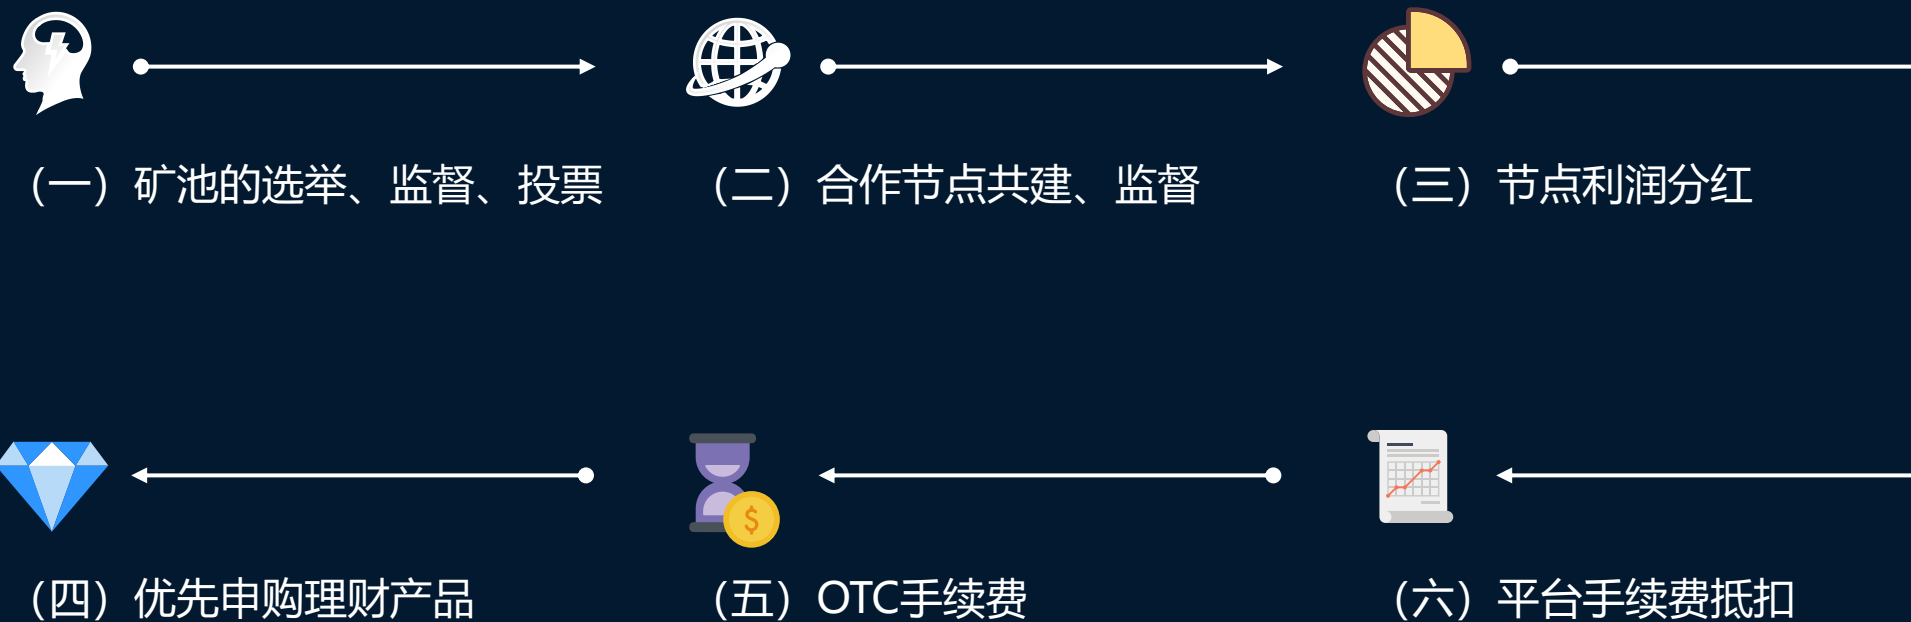 （一）矿池的选举、监督、投票
（二）合作节点共建、监督
（三）节点利润分红
（四）优先申购理财产品
（五）OTC手续费
（六）平台手续费抵扣